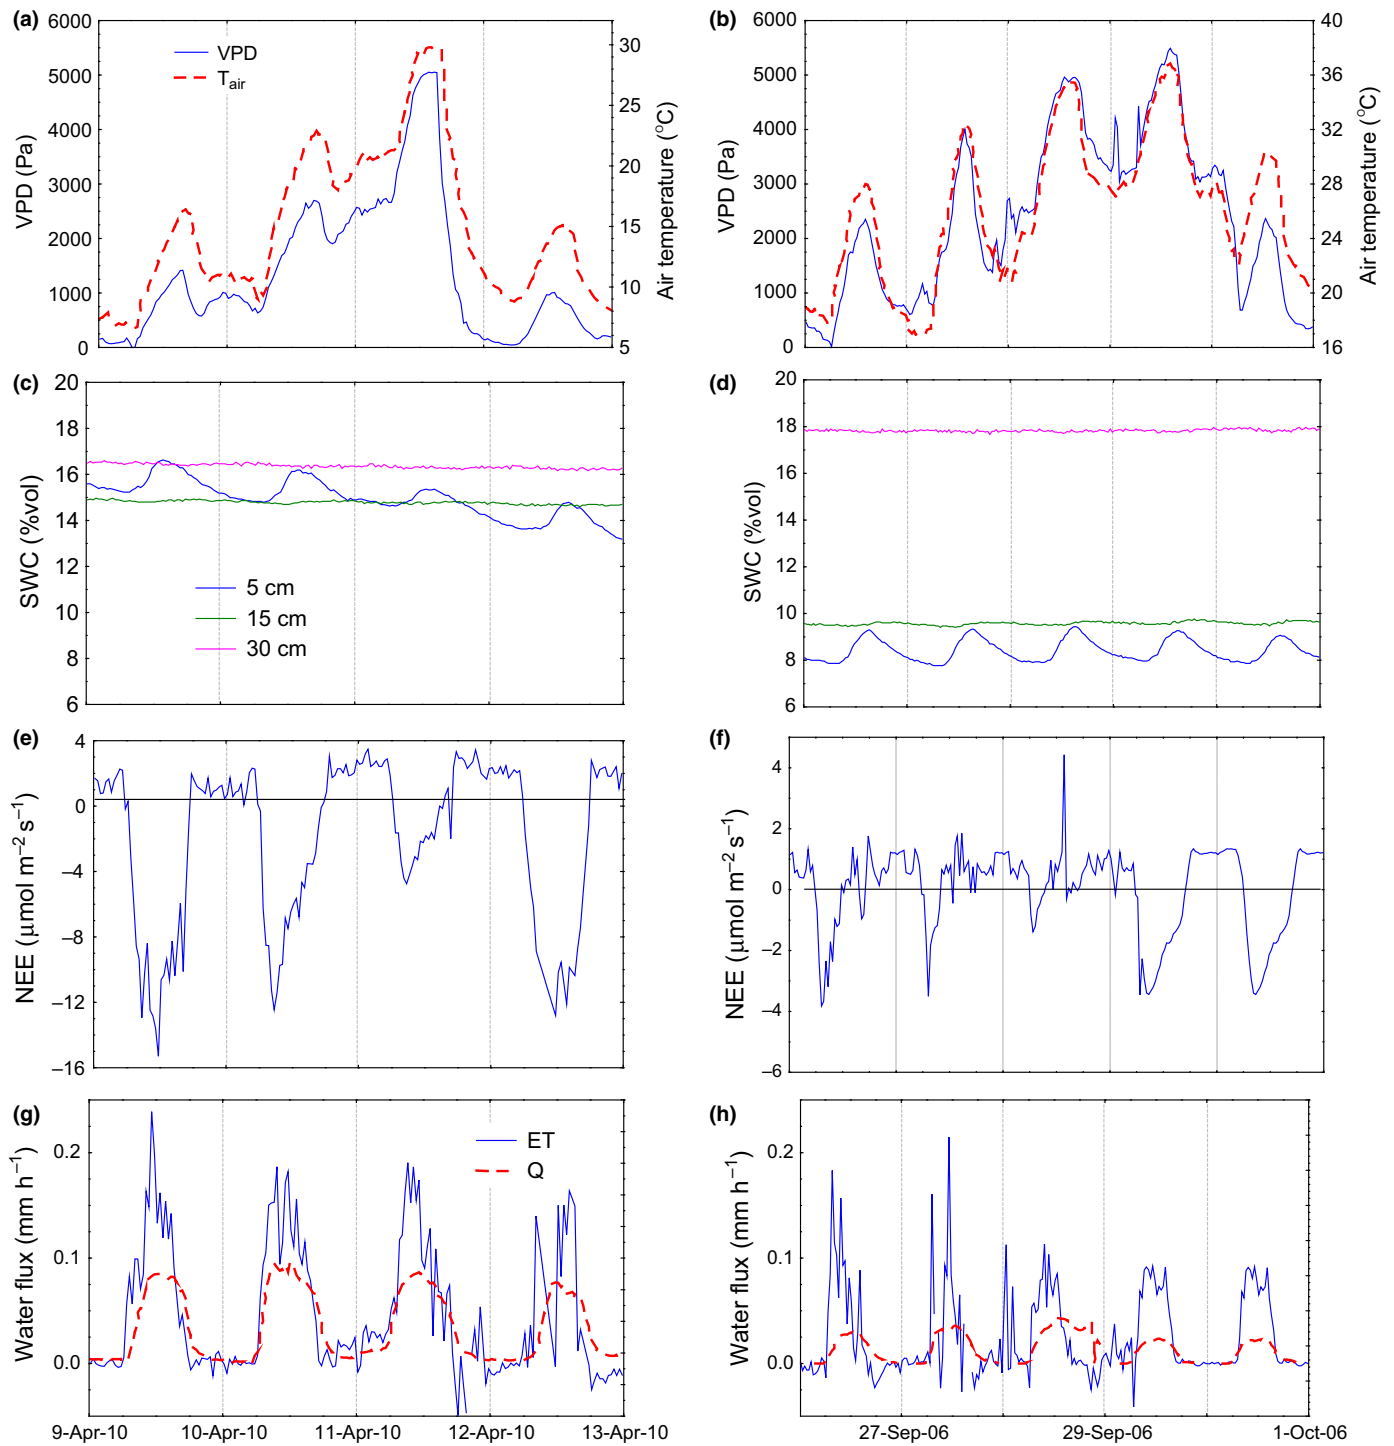 (a)
6000
5000
4000
3000
2000
1000
0
VPD (Pa)
VPD
T_air
30
25
20
15
10
5
Air temperature (°C)
(b)
6000
5000
4000
3000
2000
1000
0
VPD (Pa)
40
36
32
28
24
20
16
Air temperature (°C)
(c)
20
18
16
14
12
10
8
6
SWC (%vol)
5 cm
15 cm
30 cm
(d)
20
18
16
14
12
10
8
6
SWC (%vol)
(e)
4
0
−4
−8
−12
−16
NEE (µmol m⁻² s⁻¹)
(f)
4
2
0
−2
−4
−6
NEE (µmol m⁻² s⁻¹)
(g)
0.2
0.1
0.0
Water flux (mm h⁻¹)
ET
Q
9-Apr-10 10-Apr-10 11-Apr-10 12-Apr-10 13-Apr-10
(h)
0.2
0.1
0.0
Water flux (mm h⁻¹)
27-Sep-06 29-Sep-06 1-Oct-06